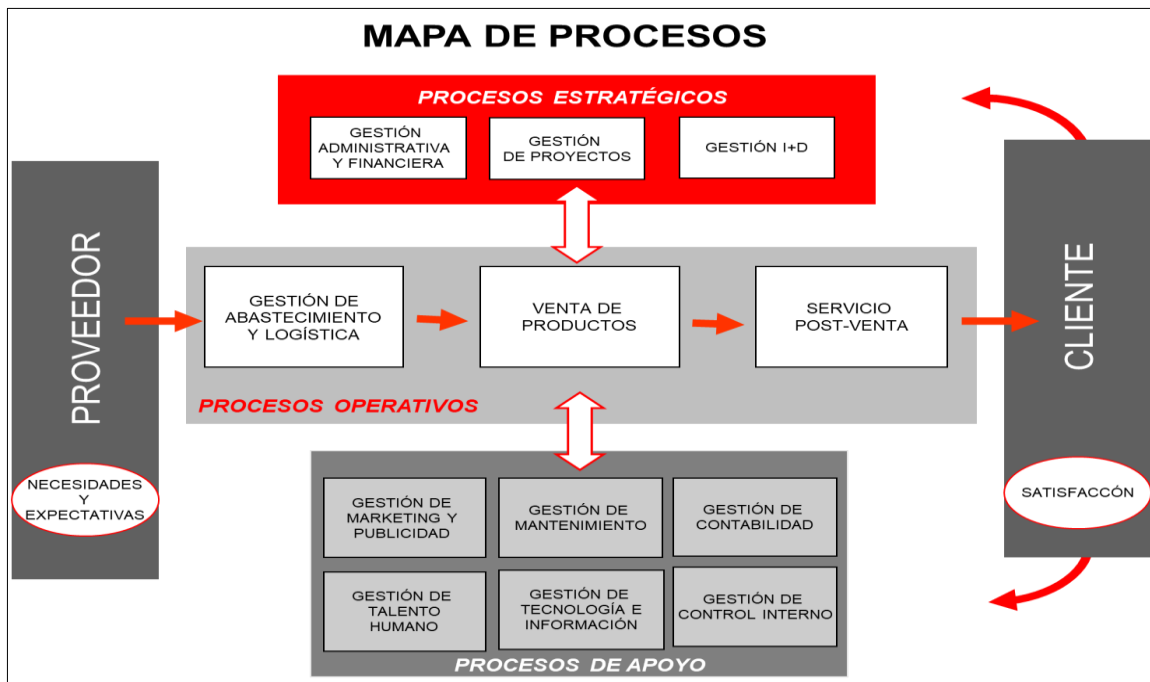 MAPA DE PROCESOS
PROCESOS ESTRATÉGICOS
GESTIÓN
ADMINISTRATIVA
Y FINANCIERA
GESTIÓN
DE PROYECTOS
GESTIÓN I+D
PROVEEDOR
NECESIDADES
Y
EXPECTATIVAS
GESTIÓN DE
ABASTECIMIENTO
Y LOGÍSTICA
VENTA DE
PRODUCTOS
SERVICIO
POST-VENTA
PROCESOS OPERATIVOS
CLIENTE
SATISFACCÓN
GESTIÓN DE
MARKETING Y
PUBLICIDAD
GESTIÓN DE
MANTENIMIENTO
GESTIÓN DE
CONTABILIDAD
GESTIÓN DE
TALENTO
HUMANO
GESTIÓN DE
TECNOLOGÍA E
INFORMACIÓN
GESTIÓN DE
CONTROL INTERNO
PROCESOS DE APOYO